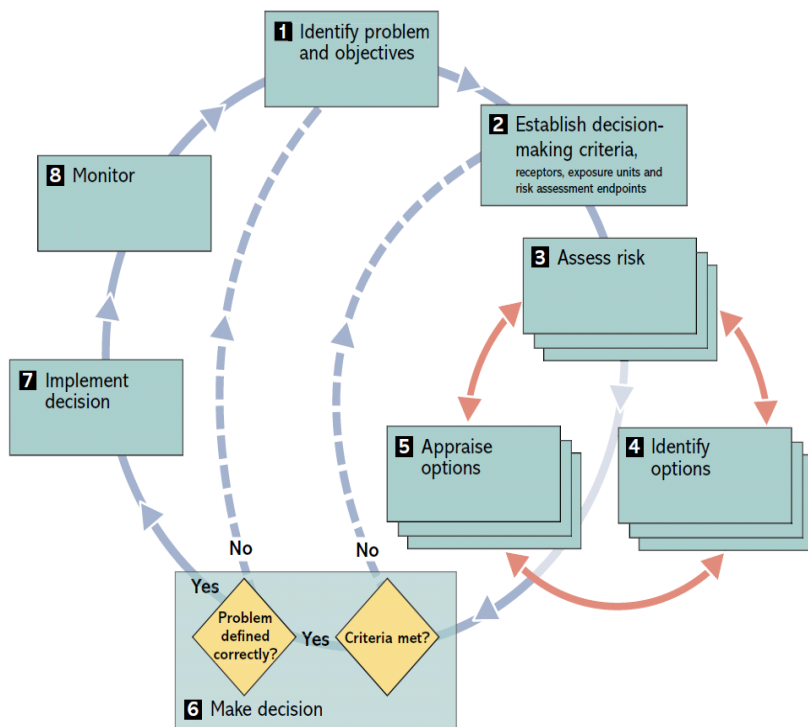 1 Identify problem
and objectives
2 Establish decision-
making criteria,
receptors, exposure units and
risk assessment endpoints
3 Assess risk
4 Identify
options
5 Appraise
options
No
No
Yes
Problem
defined
correctly?
Yes
Criteria met?
6 Make decision
7 Implement
decision
8 Monitor